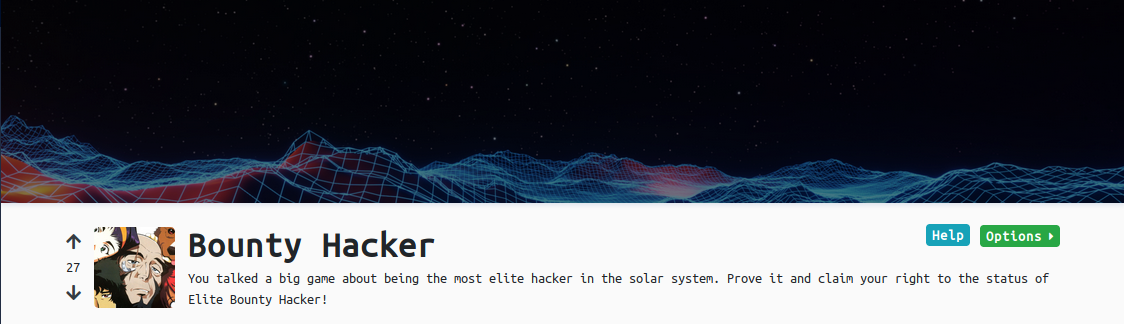 Bounty Hacker
Help
Options
27
You talked a big game about being the most elite hacker in the solar system. Prove it and claim your right to the status of
Elite Bounty Hacker!